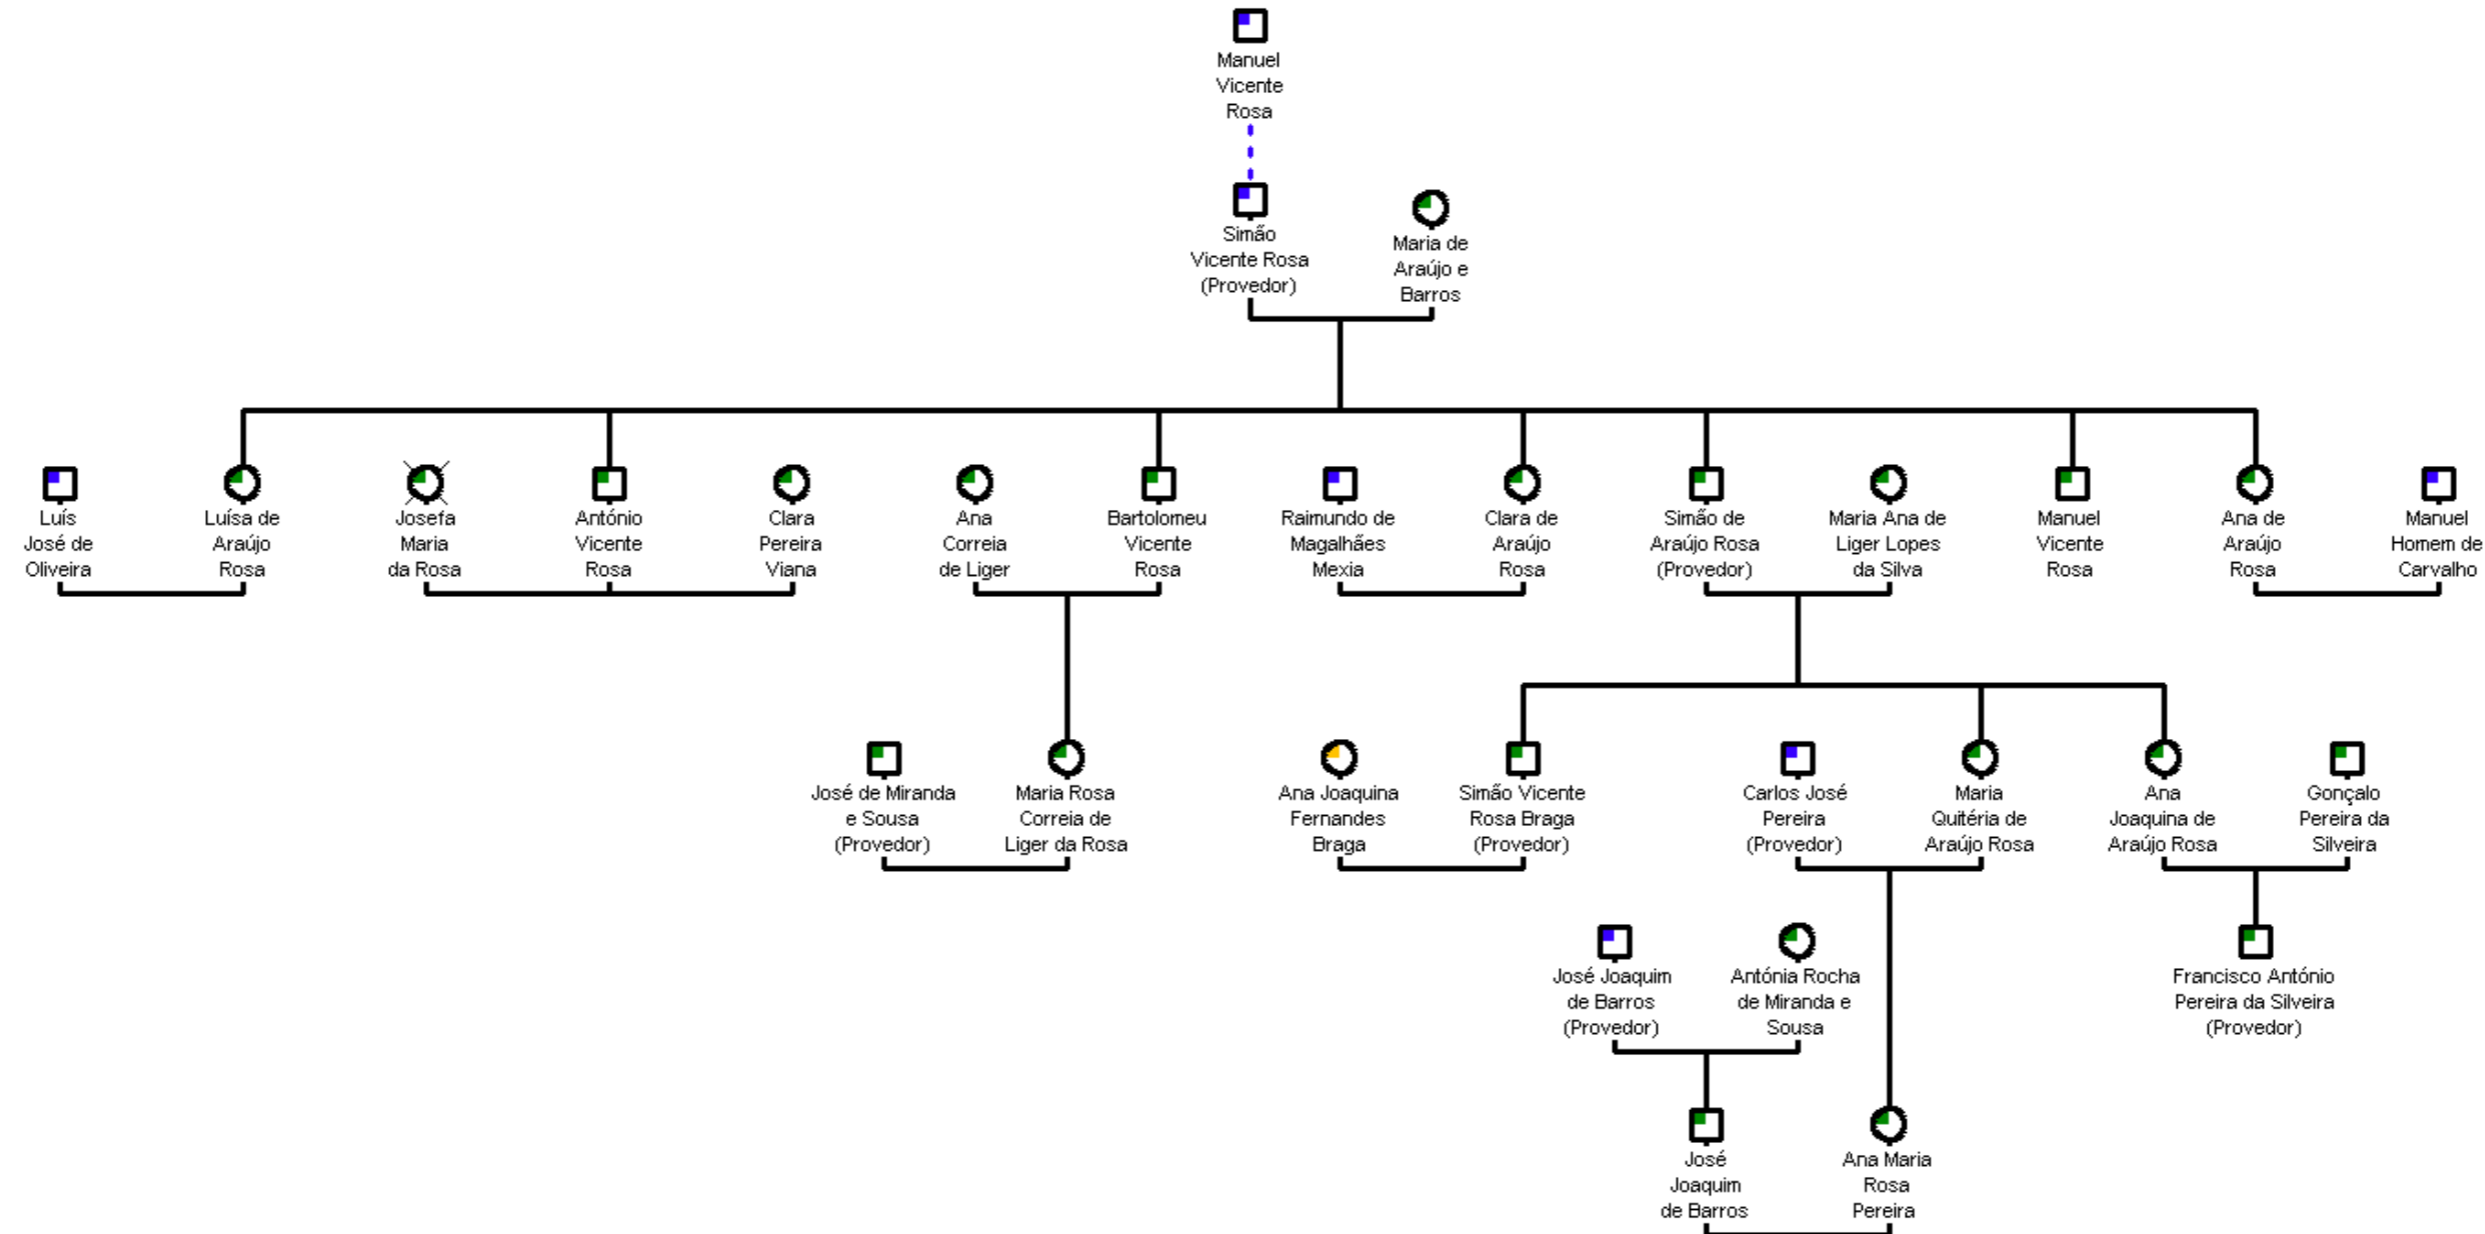 Manuel
Vicente
Rosa
Simão
Vicente Rosa
(Provedor)
Maria de
Araújo e
Barros
Luís
José de
Oliveira
Luísa de
Araújo
Rosa
Josefa
Maria
da Rosa
António
Vicente
Rosa
Clara
Pereira
Viana
Ana
Correia
de Liger
Bartolomeu
Vicente
Rosa
Raimundo de
Magalhães
Mexia
Clara de
Araújo
Rosa
Simão de
Araújo Rosa
(Provedor)
Maria Ana de
Liger Lopes
da Silva
Manuel
Vicente
Rosa
Ana de
Araújo
Rosa
Manuel
Homem de
Carvalho
José de Miranda
e Sousa
(Provedor)
Maria Rosa
Correia de
Liger da Rosa
Ana Joaquina
Fernandes
Braga
Simão Vicente
Rosa Braga
(Provedor)
Carlos José
Pereira
(Provedor)
Maria
Quitéria de
Araújo Rosa
Ana
Joaquina de
Araújo Rosa
Gonçalo
Pereira da
Silveira
José Joaquim
de Barros
(Provedor)
Antónia Rocha
de Miranda e
Sousa
Francisco António
Pereira da Silveira
(Provedor)
José
Joaquim
de Barros
Ana Maria
Rosa
Pereira